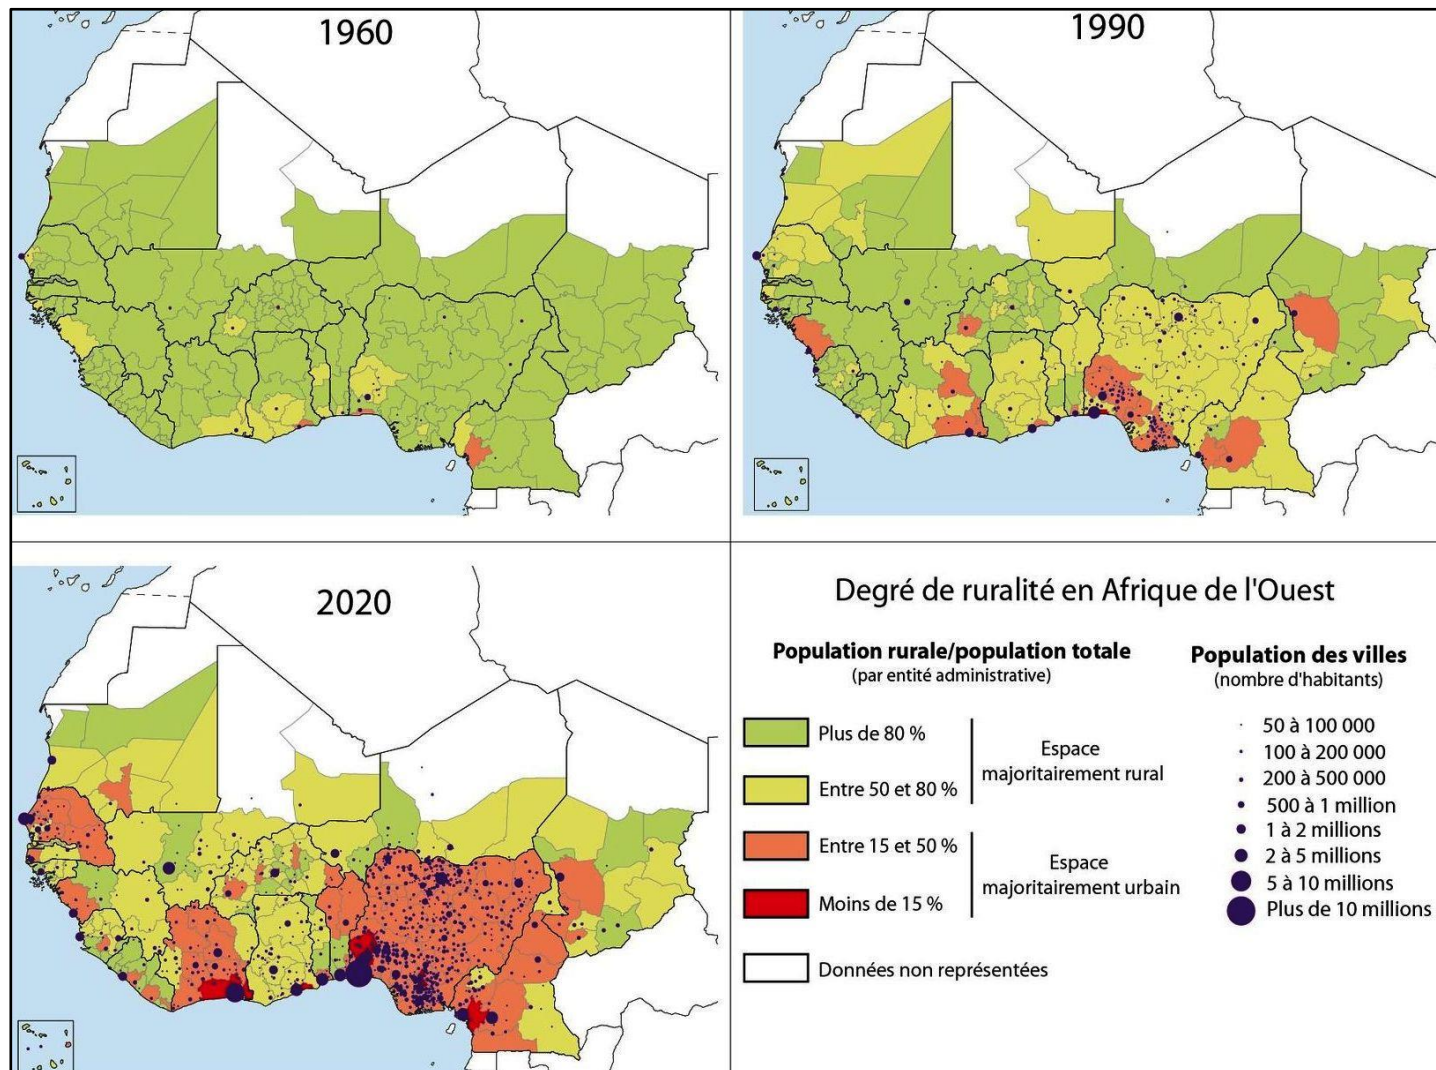 1960
1990
2020
Degré de ruralité en Afrique de l'Ouest
Population rurale/population totale
(par entité administrative)
Plus de 80 %
Entre 50 et 80 %
Espace
majoritairement rural
Entre 15 et 50 %
Moins de 15 %
Espace
majoritairement urbain
Données non représentées
Population des villes
(nombre d'habitants)
50 à 100 000
100 à 200 000
200 à 500 000
500 à 1 million
1 à 2 millions
2 à 5 millions
5 à 10 millions
Plus de 10 millions